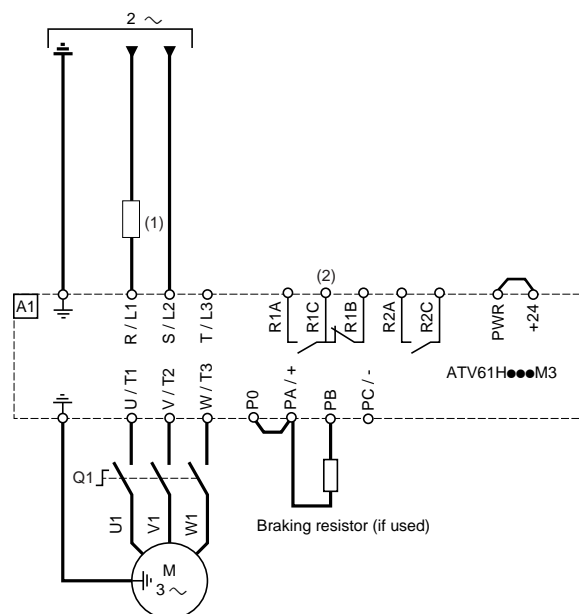 2 ~
(1)
(2)
A1
R / L1
S / L2
T / L3
R1A
R1C
R1B
R2A
R2C
PWR
+24
ATV61H●●●M3
U / T1
V / T2
W / T3
P0
PA / +
PB
PC / -
Q1
U1
V1
W1
Braking resistor (if used)
M
3 ~